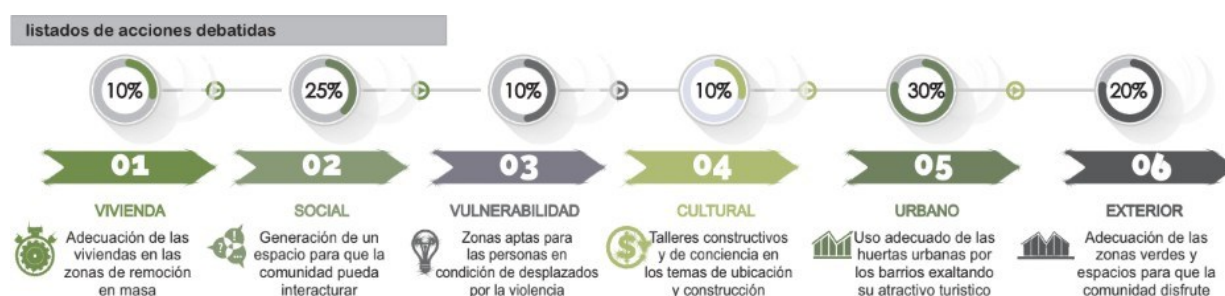 listados de acciones debatidas
10%
25%
10%
10%
30%
20%
01
02
03
04
05
06
VIVIENDA
Adecuación de las
viviendas en las
zonas de remoción
en masa
SOCIAL
Generación de un
espacio para que la
comunidad pueda
interacturar
VULNERABILIDAD
Zonas aptas para
las personas en
condición de desplazados
por la violencia
CULTURAL
Talleres constructivos
y de conciencia en
los temas de ubicación
y construcción
URBANO
Uso adecuado de las
huertas urbanas por
los barrios exaltando
su atractivo turistico
EXTERIOR
Adecuación de las
zonas verdes y
espacios para que la
comunidad disfrute